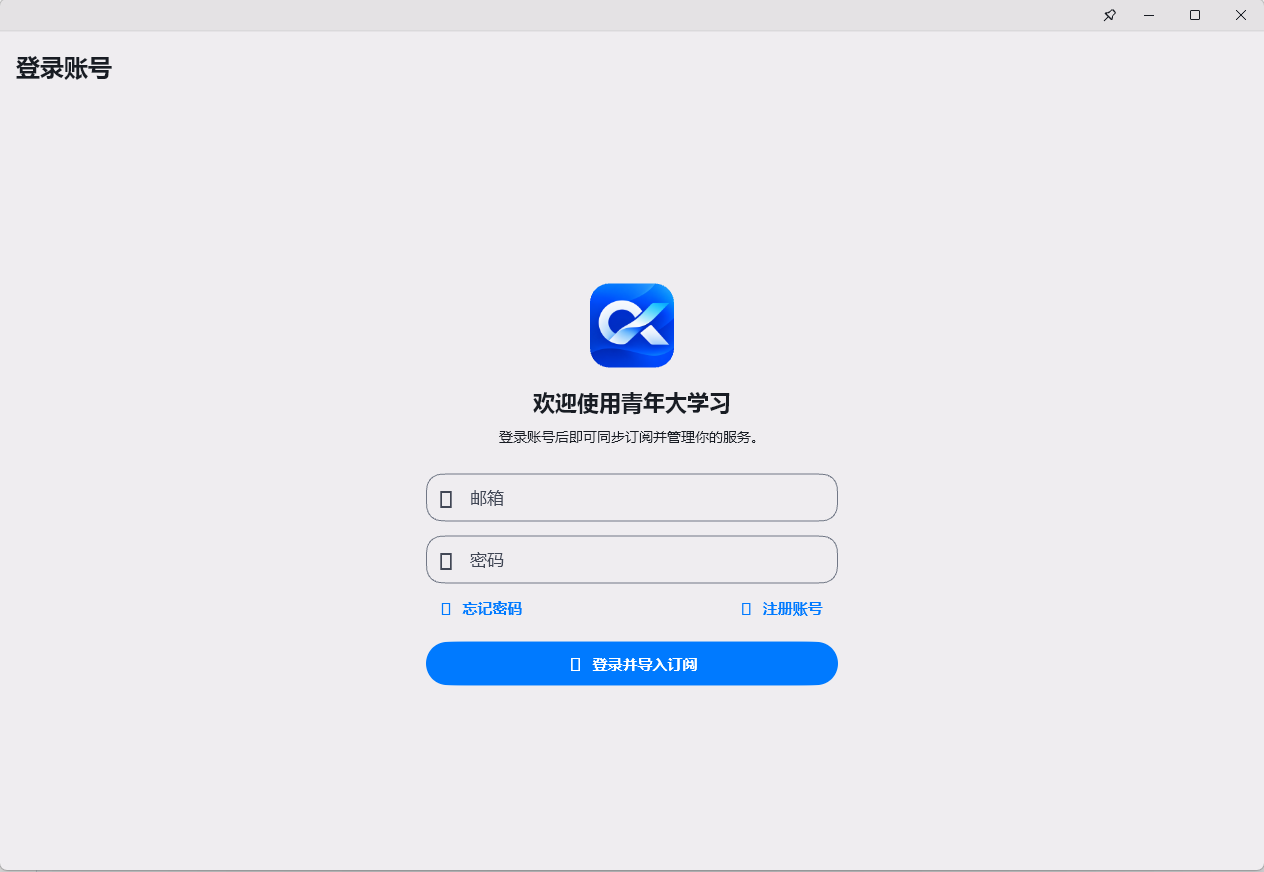 登录账号
欢迎使用青年大学习
登录账号后即可同步订阅并管理你的服务。
邮箱
密码
忘记密码
注册账号
登录并导入订阅